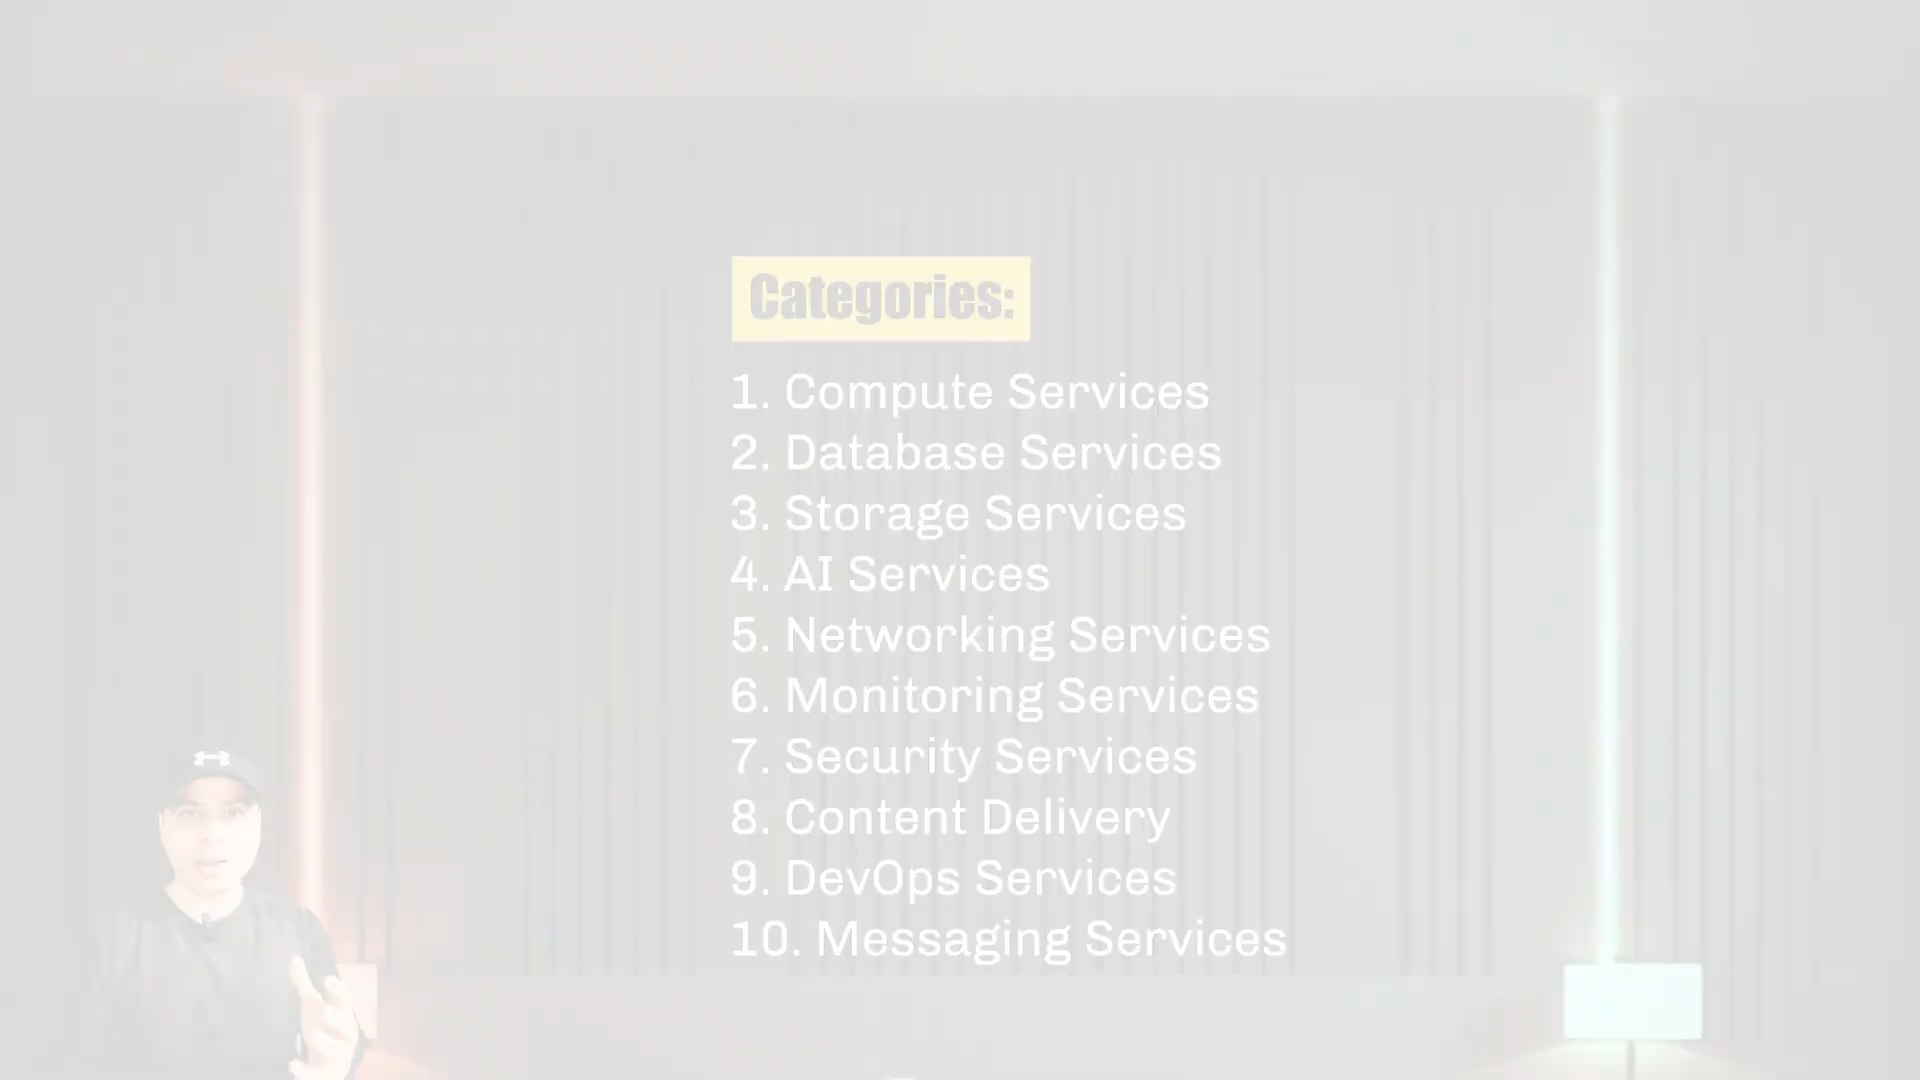 Categories:
1. Compute Services
2. Database Services
3. Storage Services
4. AI Services
5. Networking Services
6. Monitoring Services
7. Security Services
8. Content Delivery
9. DevOps Services
10. Messaging Services